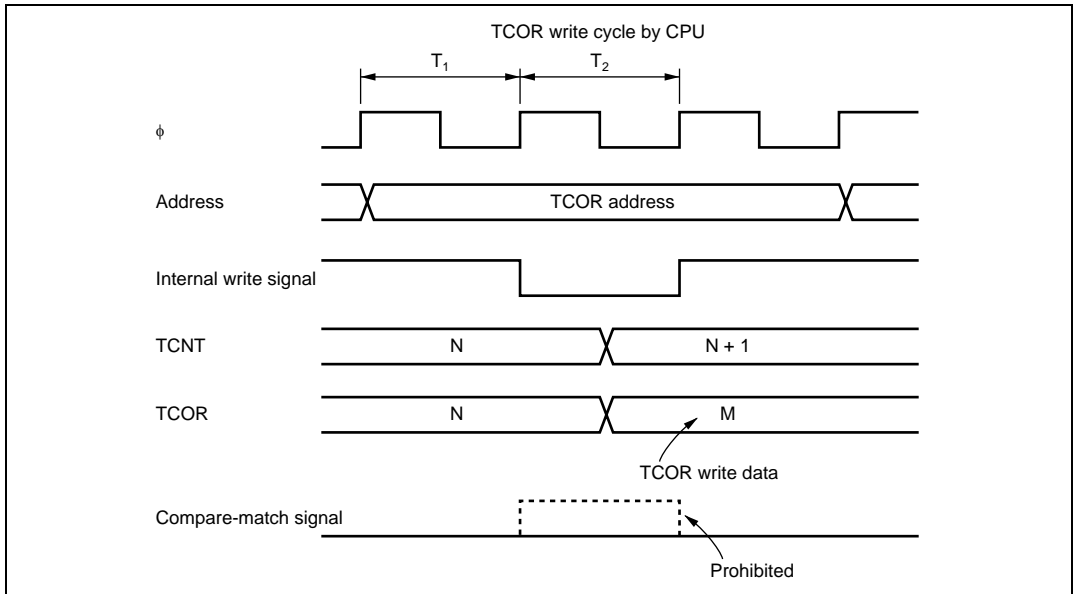 TCOR write cycle by CPU
T1 T2
ϕ
Address TCOR address
Internal write signal
TCNT N N + 1
TCOR N M
TCOR write data
Compare-match signal
Prohibited